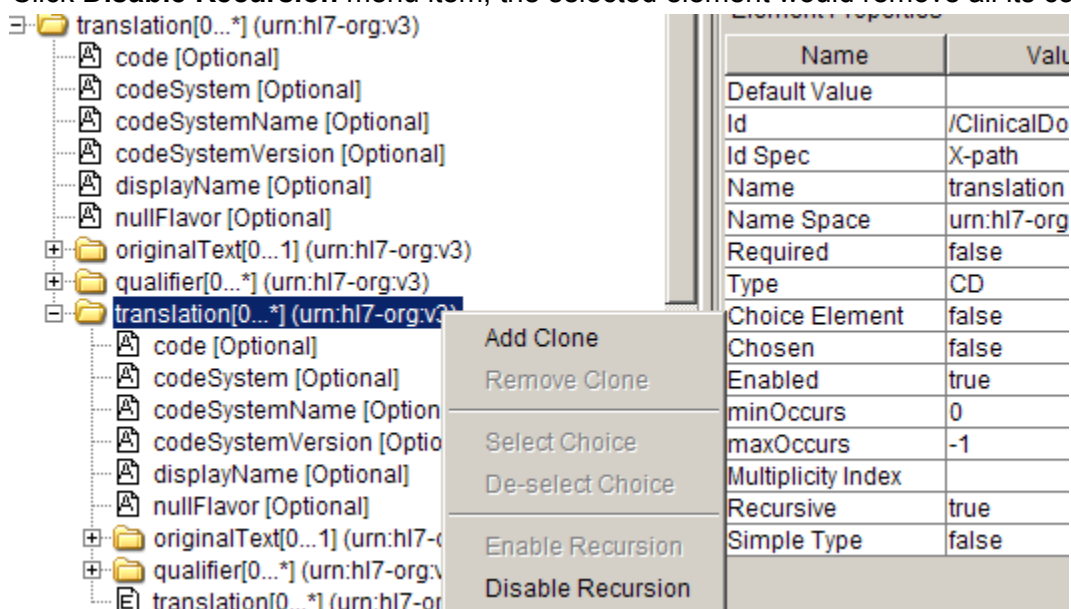 Click Disable Recursion menu item, the selected element would remove all its
translation[0...*] (urn:hl7-org:v3)
code [Optional]
codeSystem [Optional]
codeSystemName [Optional]
codeSystemVersion [Optional]
displayName [Optional]
nullFlavor [Optional]
originalText[0...1] (urn:hl7-org:v3)
qualifier[0...*] (urn:hl7-org:v3)
translation[0...*] (urn:hl7-org:v3)
code [Optional]
codeSystem [Optional]
codeSystemName [Option
codeSystemVersion [Optio
displayName [Optional]
nullFlavor [Optional]
originalText[0...1] (urn:hl7-
qualifier[0...*] (urn:hl7-org:v
translation[0...*] (urn:hl7-or
Add Clone
Remove Clone
Select Choice
De-select Choice
Enable Recursion
Disable Recursion
Element Properties
Name Valu
Default Value
Id /ClinicalDo
Id Spec X-path
Name translation
Name Space urn:hl7-org
Required false
Type CD
Choice Element false
Chosen false
Enabled true
minOccurs 0
maxOccurs -1
Multiplicity Index
Recursive true
Simple Type false